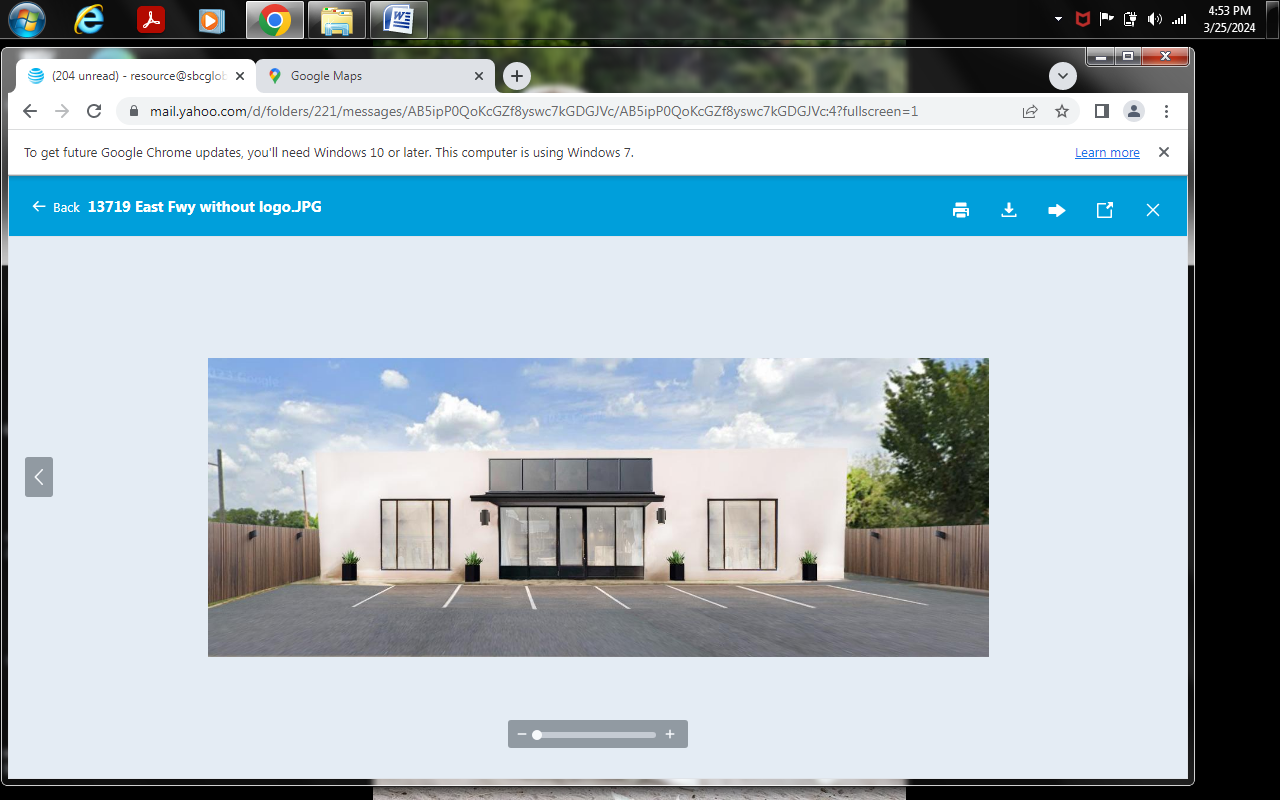 4:53 PM
3/25/2024
(204 unread) - resource@sbcglob
Google Maps
mail.yahoo.com/d/folders/221/messages/AB5ipP0QoKcGZf8yswc7kGDGJVc/AB5ipP0QoKcGZf8yswc7kGDGJVc:4?fullscreen=1
To get future Google Chrome updates, you'll need Windows 10 or later. This computer is using Windows 7.
Learn more
Back 13719 East Fwy without logo.JPG
Google